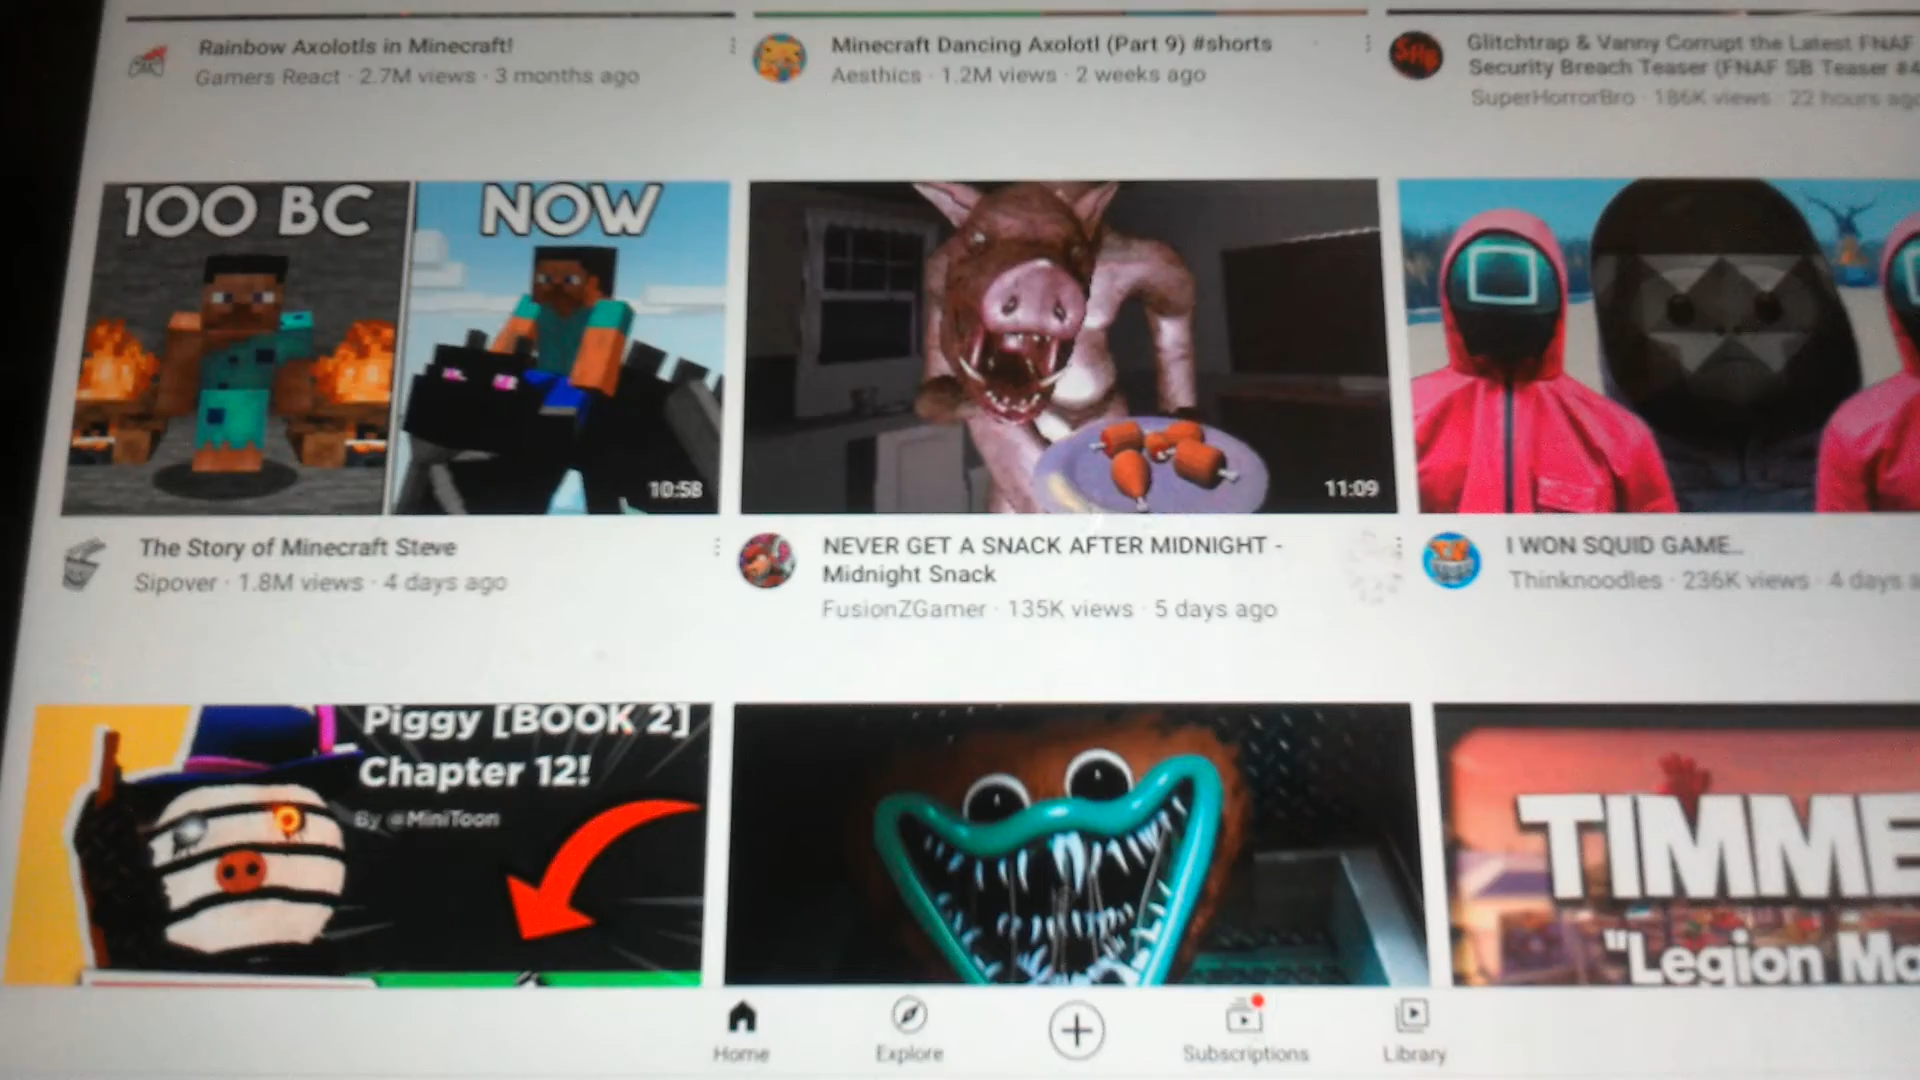 Rainbow Axolotls in Minecraft!
Gamers React · 2.7M views · 3 months ago
Minecraft Dancing Axolotl (Part 9) #shorts
Aesthics · 1.2M views · 2 weeks ago
SHB
Glitchtrap & Vanny Corrupt the Latest FNAF
Security Breach Teaser (FNAF SB Teaser #4
SuperHorrorBro · 186K views · 22 hours ago
100 BC
NOW
10:58
11:09
The Story of Minecraft Steve
Sipover · 1.8M views · 4 days ago
NEVER GET A SNACK AFTER MIDNIGHT -
Midnight Snack
FusionZGamer · 135K views · 5 days ago
I WON SQUID GAME...
Thinknoodles · 236K views · 4 days a
Piggy [BOOK 2]
Chapter 12!
By @MiniToon
TIMME
"Legion Ma
Home
Explore
Subscriptions
Library